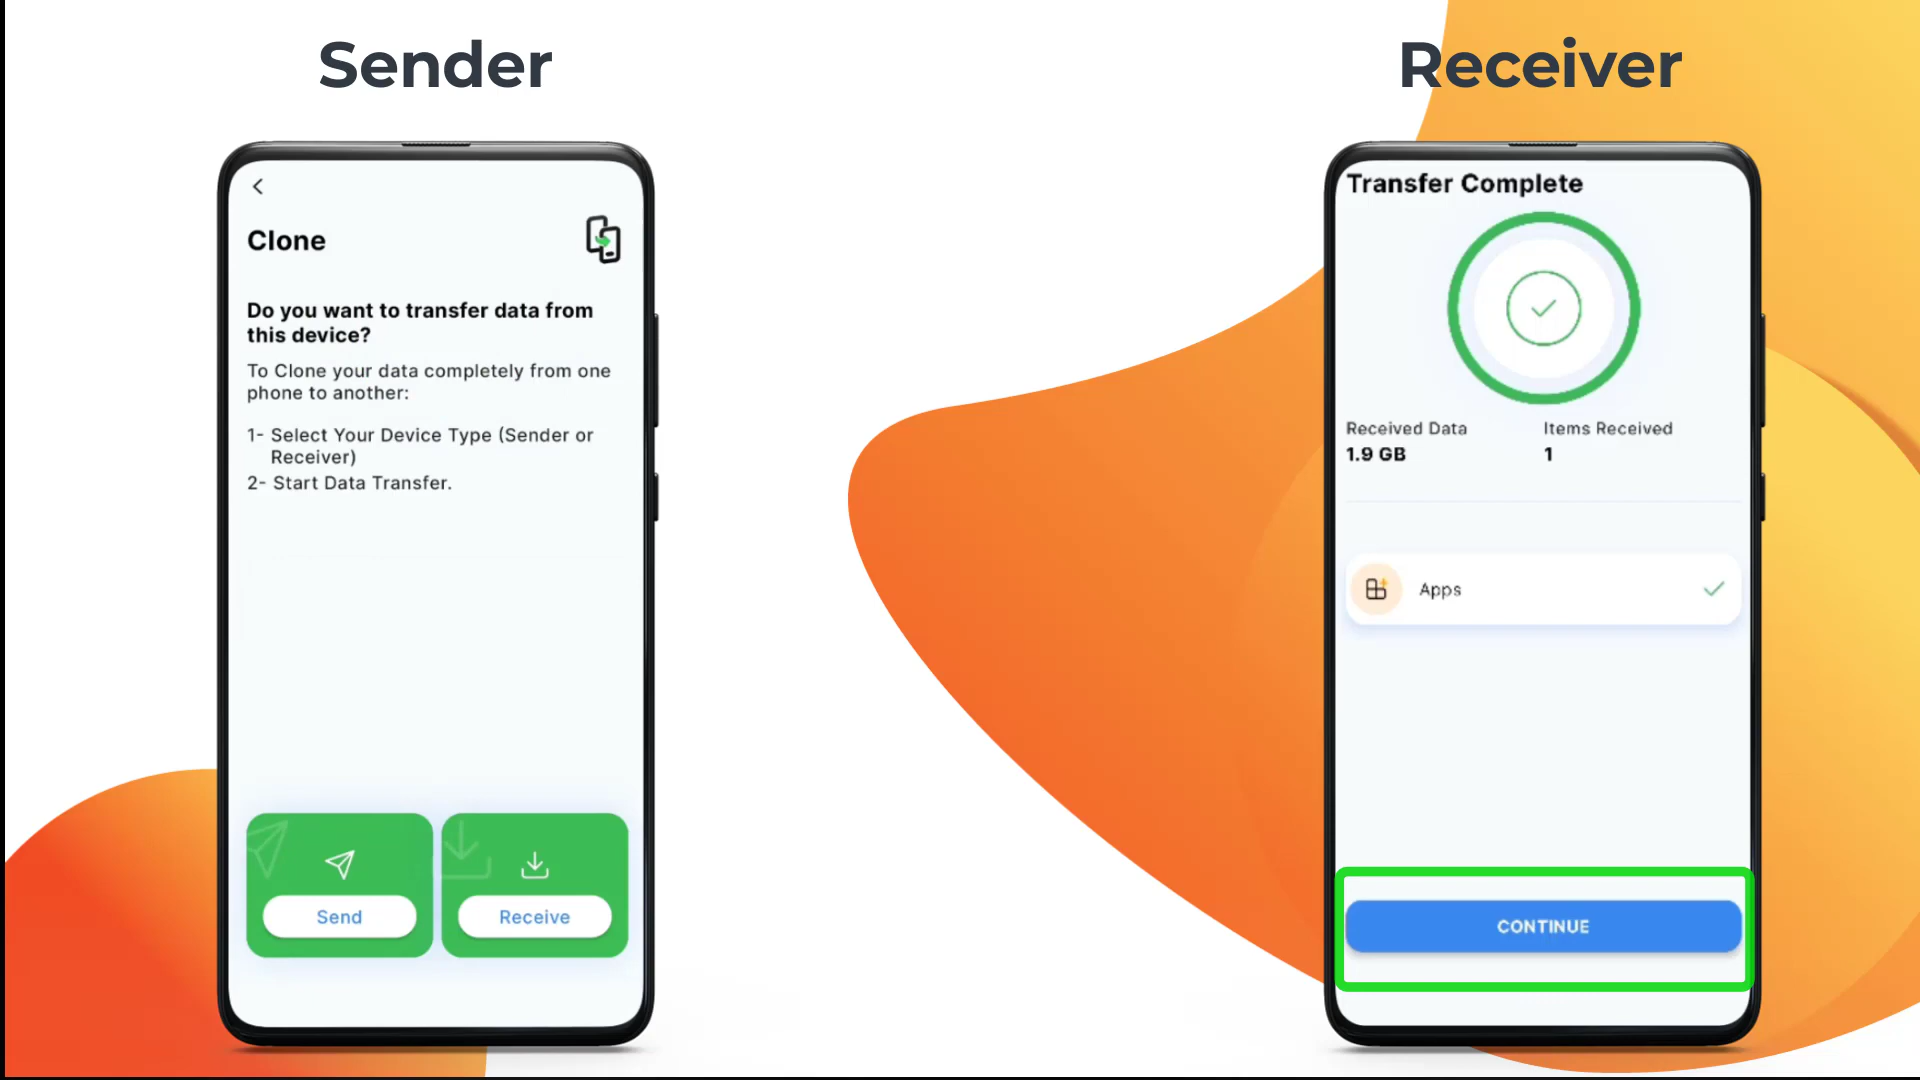 Sender
Clone
Do you want to transfer data from
this device?
To Clone your data completely from one
phone to another:
1- Select Your Device Type (Sender or
Receiver)
2- Start Data Transfer.
Send
Receive
Receiver
Transfer Complete
Received Data
Items Received
1.9 GB
1
Apps
CONTINUE